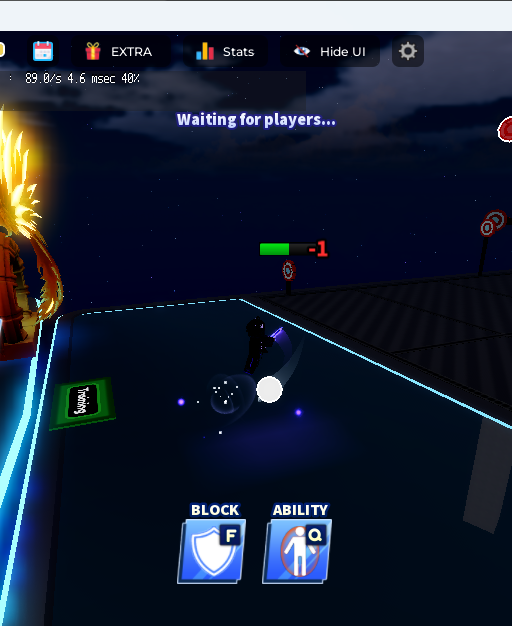 EXTRA
Stats
Hide UI
: 89.0/s 4.6 msec 40%
Waiting for players...
-1
Training
BLOCK
ABILITY
F
Q